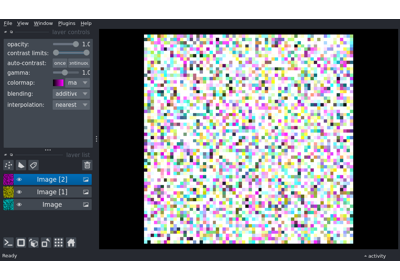 File View Window Plugins Help
layer controls
opacity: 1.0
contrast limits:
auto-contrast: once
gamma: 1.0
colormap: ma
blending: additive
interpolation: nearest
layer list
Image [2]
Image [1]
Image
Ready
activity